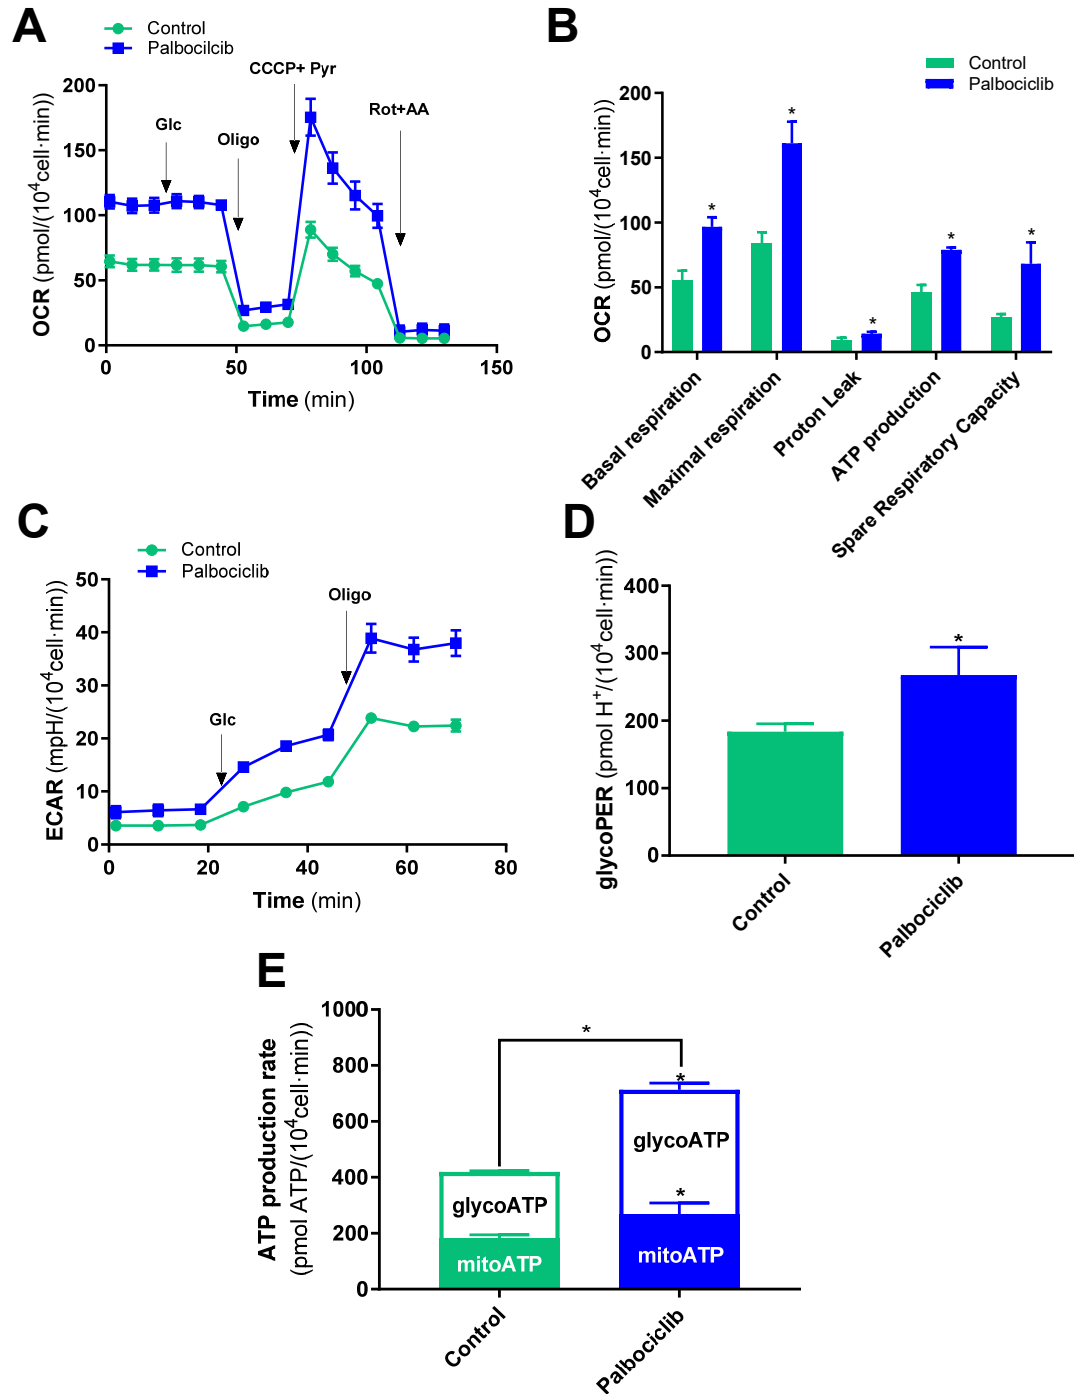 A
Control
Palbocilcib
CCCP+ Pyr
Glc
Oligo
Rot+AA
OCR (pmol/(10⁴cell·min))
200
150
100
50
0
0 50 100 150
Time (min)
B
Control
Palbociclib
OCR (pmol/(10⁴cell·min))
200
150
100
50
0
* * * * *
Basal respiration
Maximal respiration
Proton Leak
ATP production
Spare Respiratory Capacity
C
Control
Palbociclib
Oligo
Glc
ECAR (mpH/(10⁴cell·min))
50
40
30
20
10
0
0 20 40 60 80
Time (min)
D
glycoPER (pmol H⁺/(10⁴cell·min))
400
300
200
100
0
*
Control
Palbociclib
E
ATP production rate
(pmol ATP/(10⁴cell·min))
1000
800
600
400
200
0
*
*
glycoATP
glycoATP
*
mitoATP
mitoATP
Control
Palbociclib